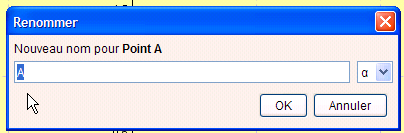 Renommer
Nouveau nom pour Point A
A α
OK Annuler